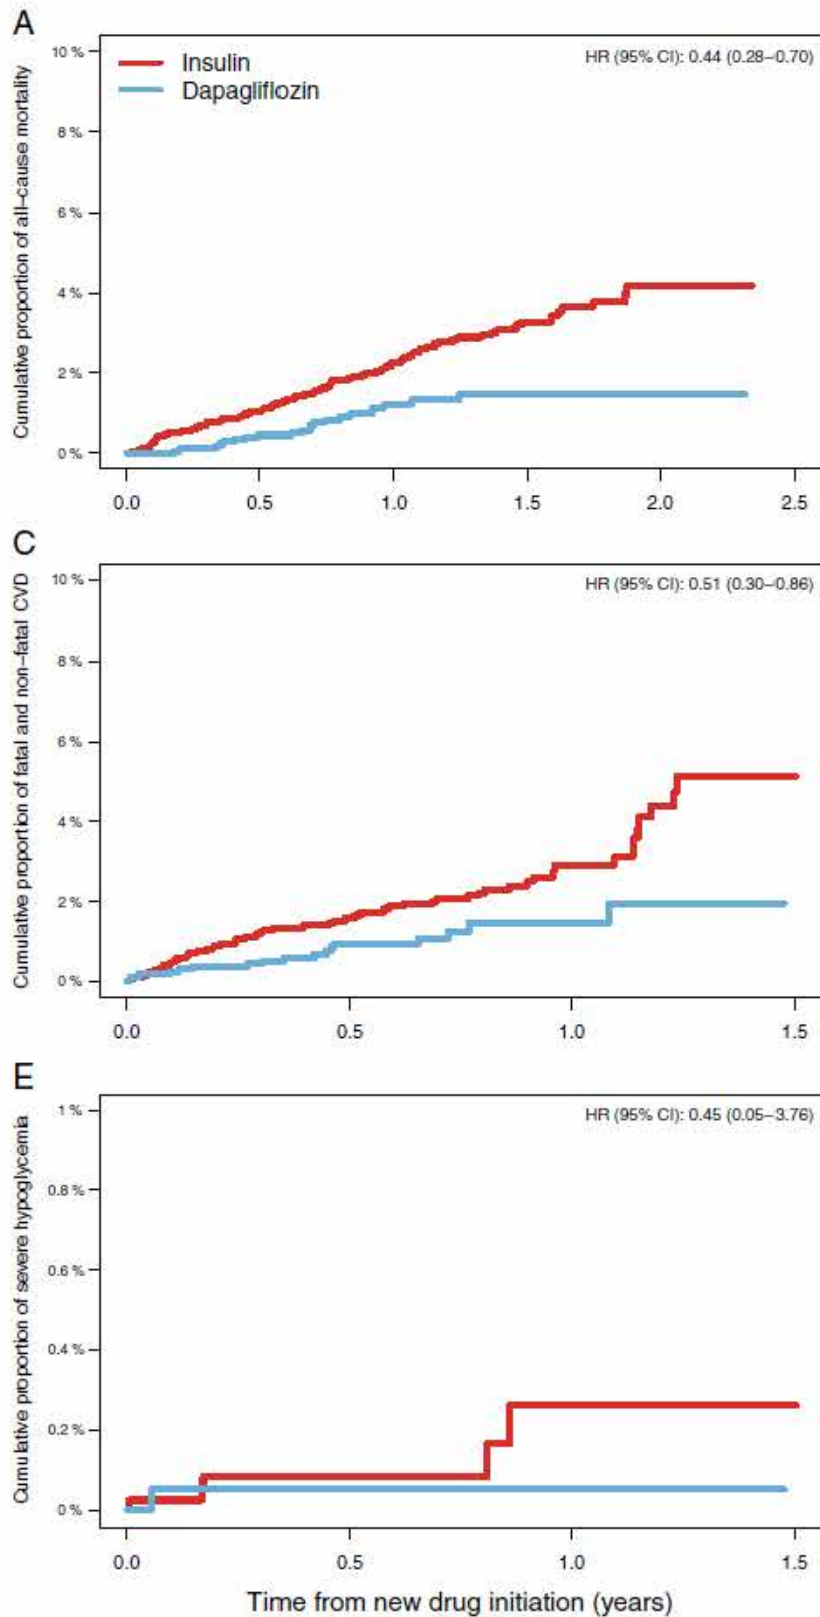 A
Cumulative proportion of all–cause mortality
10 %
8 %
6 %
4 %
2 %
0 %
Insulin
Dapagliflozin
HR (95% CI): 0.44 (0.28–0.70)
0.0 0.5 1.0 1.5 2.0 2.5
C
Cumulative proportion of fatal and non–fatal CVD
10 %
8 %
6 %
4 %
2 %
0 %
HR (95% CI): 0.51 (0.30–0.86)
0.0 0.5 1.0 1.5
E
Cumulative proportion of severe hypoglycemia
1 %
0.8 %
0.6 %
0.4 %
0.2 %
0 %
HR (95% CI): 0.45 (0.05–3.76)
0.0 0.5 1.0 1.5
Time from new drug initiation (years)